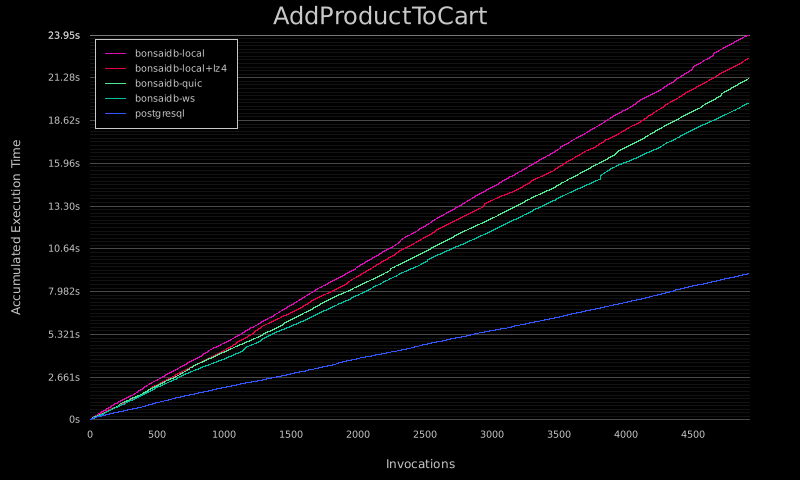 AddProductToCart
23.95s
21.28s
18.62s
15.96s
13.30s
10.64s
7.982s
5.321s
2.661s
0s
Accumulated Execution Time
bonsaidb-local
bonsaidb-local+lz4
bonsaidb-quic
bonsaidb-ws
postgresql
0 500 1000 1500 2000 2500 3000 3500 4000 4500
Invocations